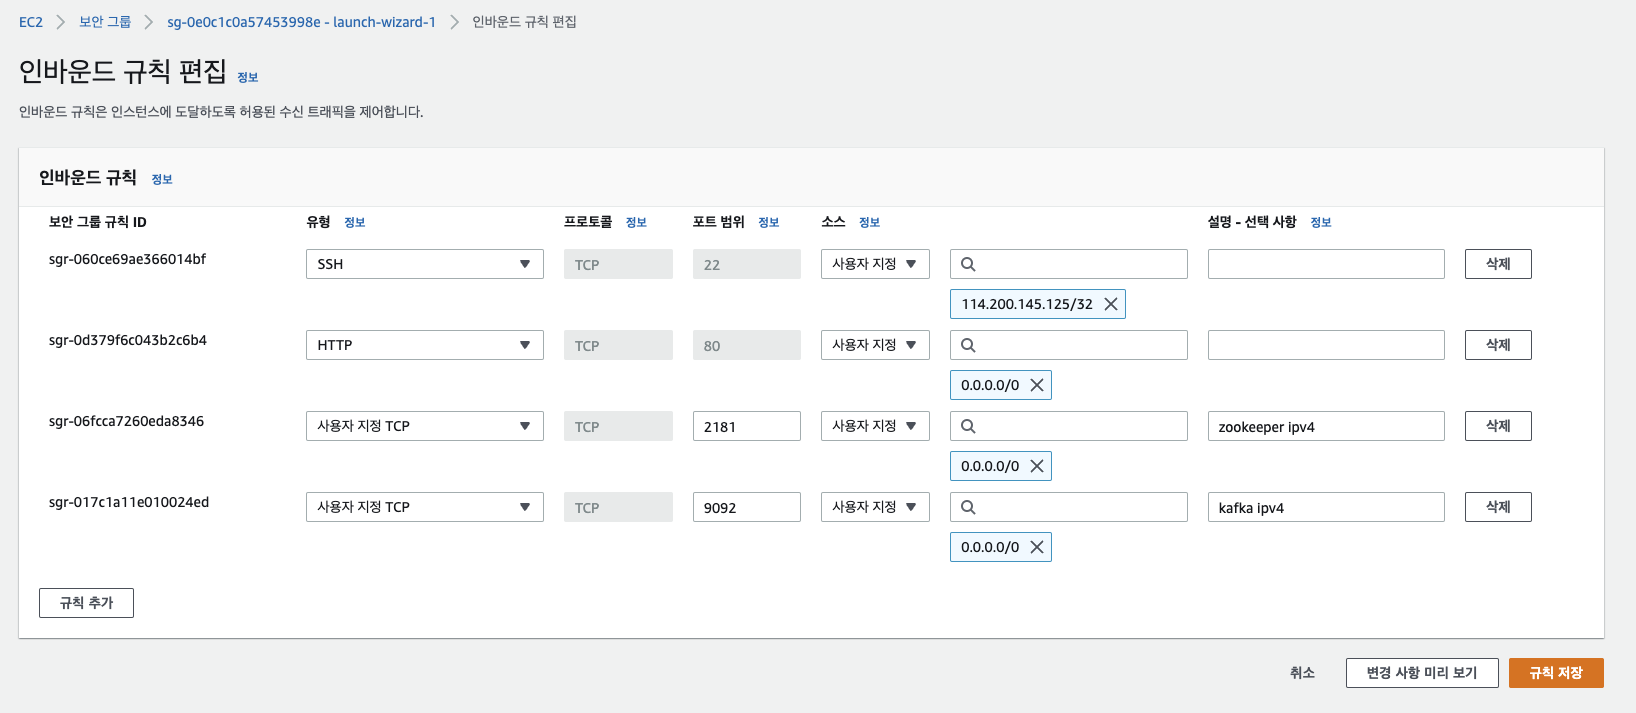 EC2 > 보안 그룹 > sg-0e0c1c0a57453998e - launch-wizard-1 > 인바운드 규칙 편집
인바운드 규칙 편집 정보
인바운드 규칙은 인스턴스에 도달하도록 허용된 수신 트래픽을 제어합니다.
인바운드 규칙 정보
보안 그룹 규칙 ID 유형 정보 프로토콜 정보 포트 범위 정보 소스 정보 설명 - 선택 사항 정보
sgr-060ce69ae366014bf SSH TCP 22 사용자 지정 삭제
114.200.145.125/32
sgr-0d379f6c043b2c6b4 HTTP TCP 80 사용자 지정 삭제
0.0.0.0/0
sgr-06fcca7260eda8346 사용자 지정 TCP TCP 2181 사용자 지정 zookeeper ipv4 삭제
0.0.0.0/0
sgr-017c1a11e010024ed 사용자 지정 TCP TCP 9092 사용자 지정 kafka ipv4 삭제
0.0.0.0/0
규칙 추가
취소 변경 사항 미리 보기 규칙 저장